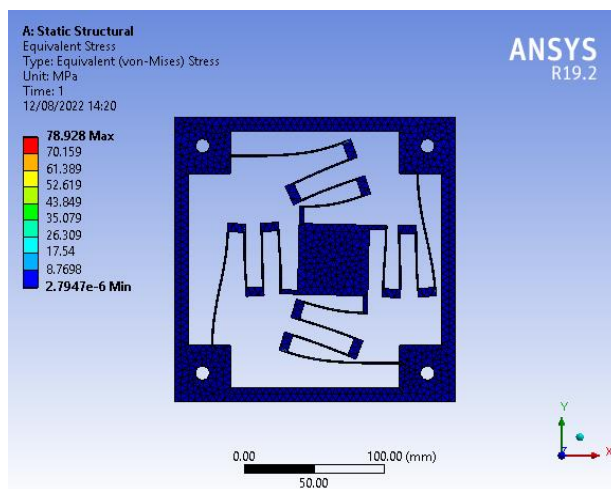 A: Static Structural
Equivalent Stress
Type: Equivalent (von-Mises) Stress
Unit: MPa
Time: 1
12/08/2022 14:20
78.928 Max
70.159
61.389
52.619
43.849
35.079
26.309
17.54
8.7698
2.7947e-6 Min
ANSYS
R19.2
0.00
100.00 (mm)
50.00
Y
Z
X